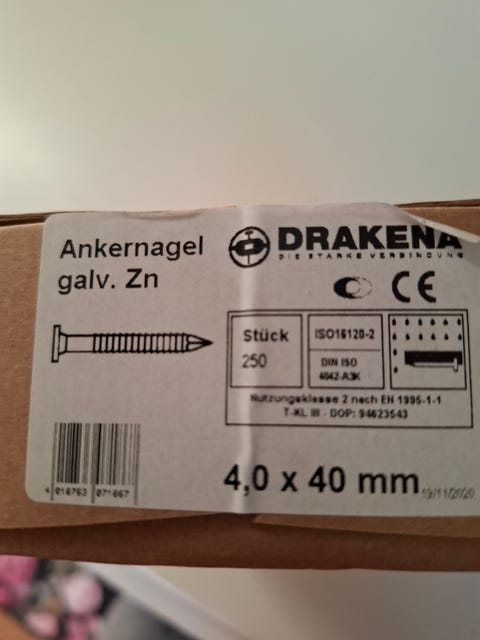 Ankernagel
galv. Zn
DRAKENA
DIE STARKE VERBINDUNG
CE
Stück
250
ISO16120-2
DIN ISO
4042-A3K
Nutzungsklasse 2 nach EN 1995-1-1
T-KL III - DOP: 94623543
4 016763 071667
4,0 x 40 mm
19/11/2020